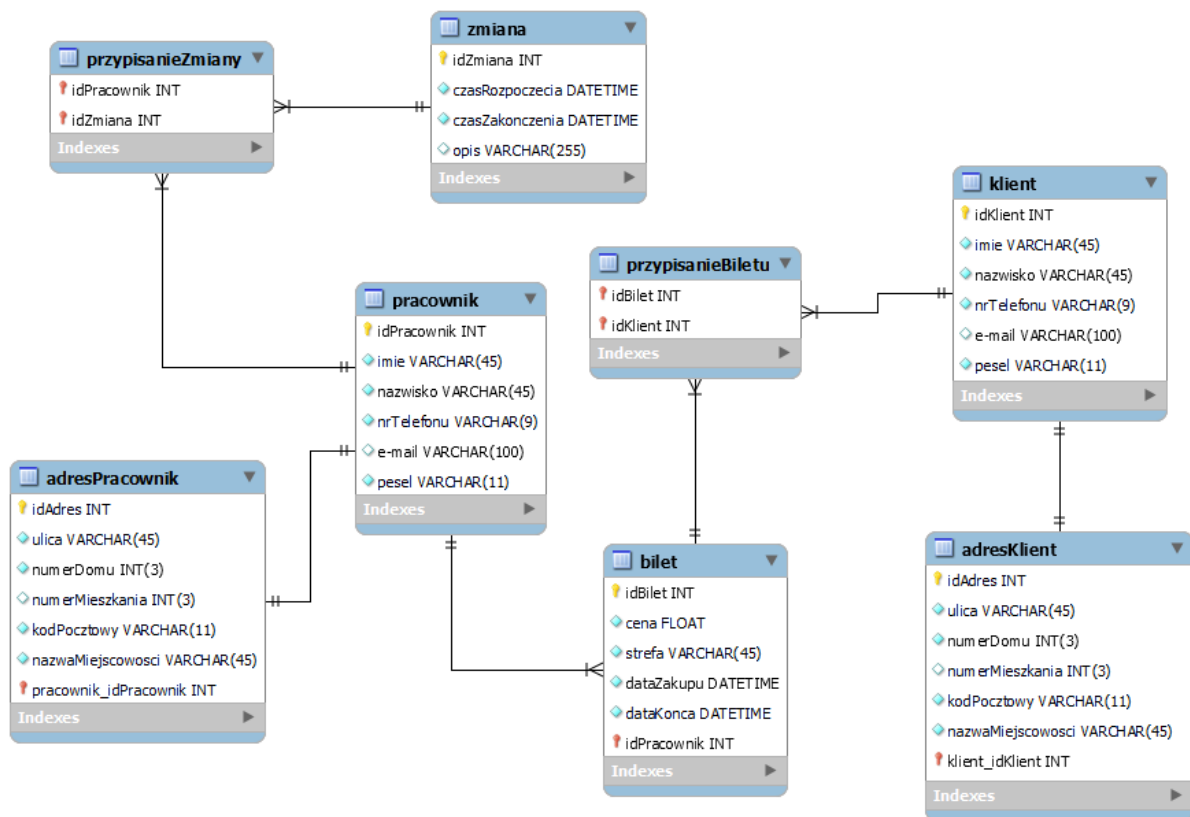 przypisanieZmiany
idPracownik INT
idZmiana INT
Indexes
zmiana
idZmiana INT
czasRozpoczecia DATETIME
czasZakonczenia DATETIME
opis VARCHAR(255)
Indexes
klient
idKlient INT
imie VARCHAR(45)
nazwisko VARCHAR(45)
nrTelefonu VARCHAR(9)
e-mail VARCHAR(100)
pesel VARCHAR(11)
Indexes
przypisanieBiletu
idBilet INT
idKlient INT
Indexes
pracownik
idPracownik INT
imie VARCHAR(45)
nazwisko VARCHAR(45)
nrTelefonu VARCHAR(9)
e-mail VARCHAR(100)
pesel VARCHAR(11)
Indexes
adresPracownik
idAdres INT
ulica VARCHAR(45)
numerDomu INT(3)
numerMieszkania INT(3)
kodPocztowy VARCHAR(11)
nazwaMiejscowosci VARCHAR(45)
pracownik_idPracownik INT
Indexes
bilet
idBilet INT
cena FLOAT
strefa VARCHAR(45)
dataZakupu DATETIME
dataKonca DATETIME
idPracownik INT
Indexes
adresKlient
idAdres INT
ulica VARCHAR(45)
numerDomu INT(3)
numerMieszkania INT(3)
kodPocztowy VARCHAR(11)
nazwaMiejscowosci VARCHAR(45)
klient_idKlient INT
Indexes